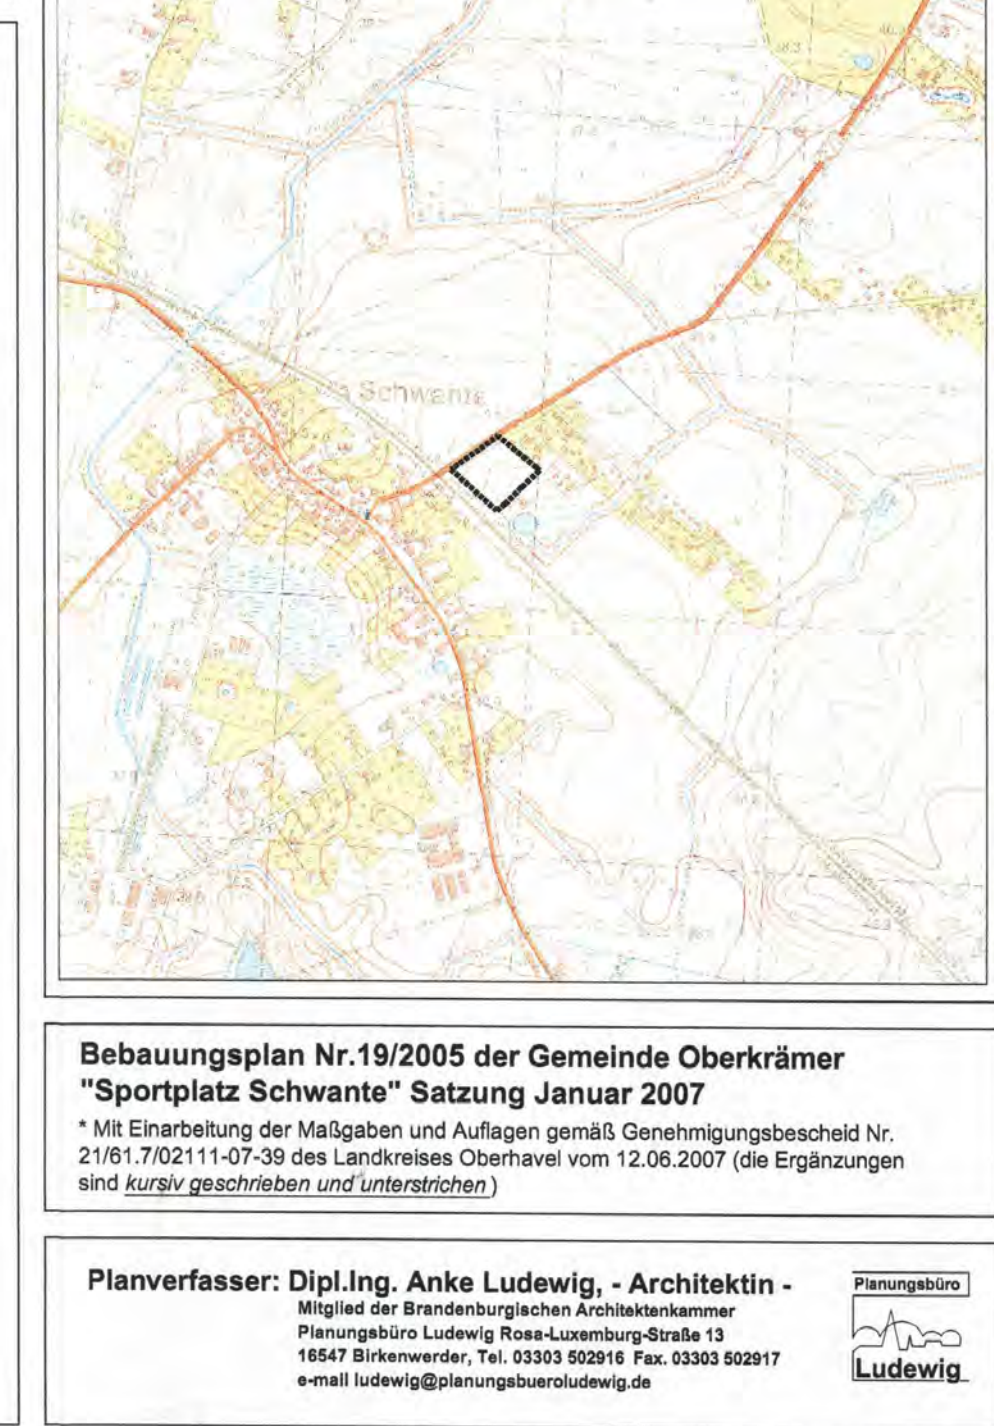 Schwante
Bebauungsplan Nr.19/2005 der Gemeinde Oberkrämer
"Sportplatz Schwante" Satzung Januar 2007
* Mit Einarbeitung der Maßgaben und Auflagen gemäß Genehmigungsbescheid Nr.
21/61.7/02111-07-39 des Landkreises Oberhavel vom 12.06.2007 (die Ergänzungen
sind kursiv geschrieben und unterstrichen)
Planverfasser: Dipl.Ing. Anke Ludewig, - Architektin -
Mitglied der Brandenburgischen Architektenkammer
Planungsbüro Ludewig Rosa-Luxemburg-Straße 13
16547 Birkenwerder, Tel. 03303 502916 Fax. 03303 502917
e-mail ludewig@planungsbueroludewig.de
Planungsbüro
Ludewig